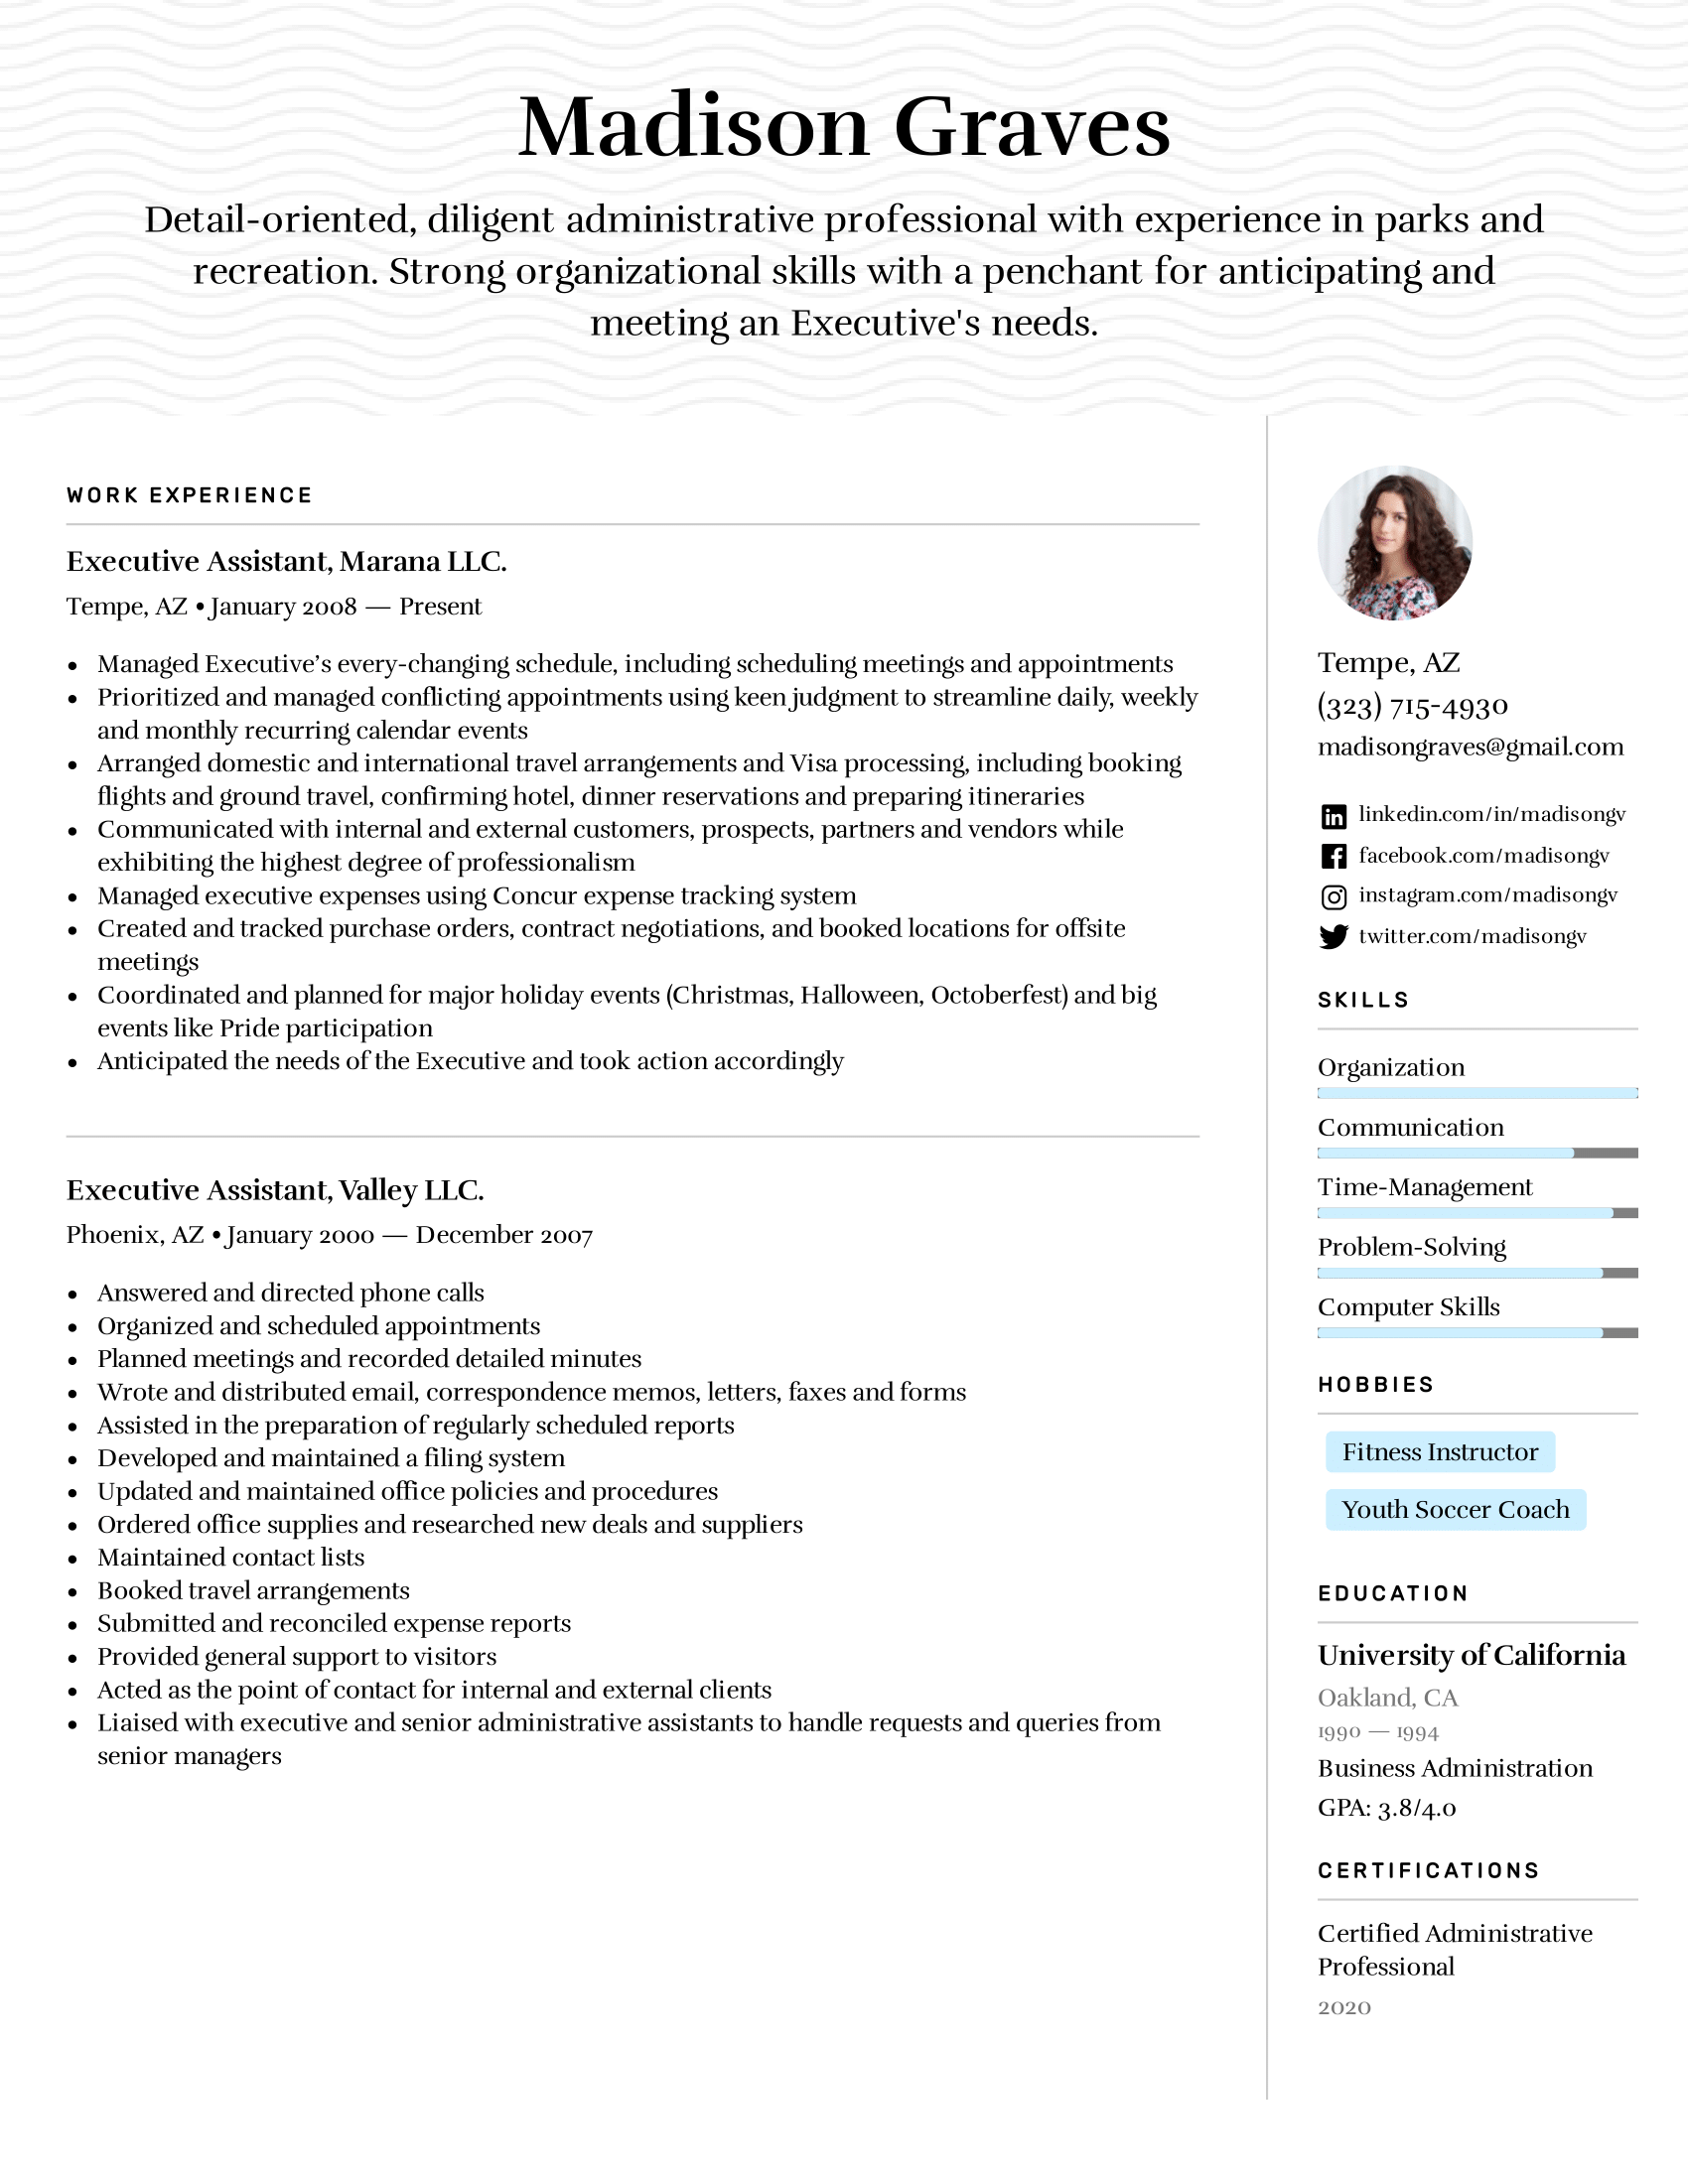 Madison Graves
Detail-oriented, diligent administrative professional with experience in parks and
recreation. Strong organizational skills with a penchant for anticipating and
meeting an Executive's needs.
WORK EXPERIENCE
Executive Assistant, Marana LLC.
Tempe, AZ • January 2008 — Present
• Managed Executive’s every-changing schedule, including scheduling meetings and appointments
• Prioritized and managed conflicting appointments using keen judgment to streamline daily, weekly
and monthly recurring calendar events
• Arranged domestic and international travel arrangements and Visa processing, including booking
flights and ground travel, confirming hotel, dinner reservations and preparing itineraries
• Communicated with internal and external customers, prospects, partners and vendors while
exhibiting the highest degree of professionalism
• Managed executive expenses using Concur expense tracking system
• Created and tracked purchase orders, contract negotiations, and booked locations for offsite
meetings
• Coordinated and planned for major holiday events (Christmas, Halloween, Octoberfest) and big
events like Pride participation
• Anticipated the needs of the Executive and took action accordingly
Executive Assistant, Valley LLC.
Phoenix, AZ • January 2000 — December 2007
• Answered and directed phone calls
• Organized and scheduled appointments
• Planned meetings and recorded detailed minutes
• Wrote and distributed email, correspondence memos, letters, faxes and forms
• Assisted in the preparation of regularly scheduled reports
• Developed and maintained a filing system
• Updated and maintained office policies and procedures
• Ordered office supplies and researched new deals and suppliers
• Maintained contact lists
• Booked travel arrangements
• Submitted and reconciled expense reports
• Provided general support to visitors
• Acted as the point of contact for internal and external clients
• Liaised with executive and senior administrative assistants to handle requests and queries from
senior managers
Tempe, AZ
(323) 715-4930
madisongraves@gmail.com
linkedin.com/in/madisongv
facebook.com/madisongv
instagram.com/madisongv
twitter.com/madisongv
SKILLS
Organization
Communication
Time-Management
Problem-Solving
Computer Skills
HOBBIES
Fitness Instructor
Youth Soccer Coach
EDUCATION
University of California
Oakland, CA
1990 — 1994
Business Administration
GPA: 3.8/4.0
CERTIFICATIONS
Certified Administrative
Professional
2020